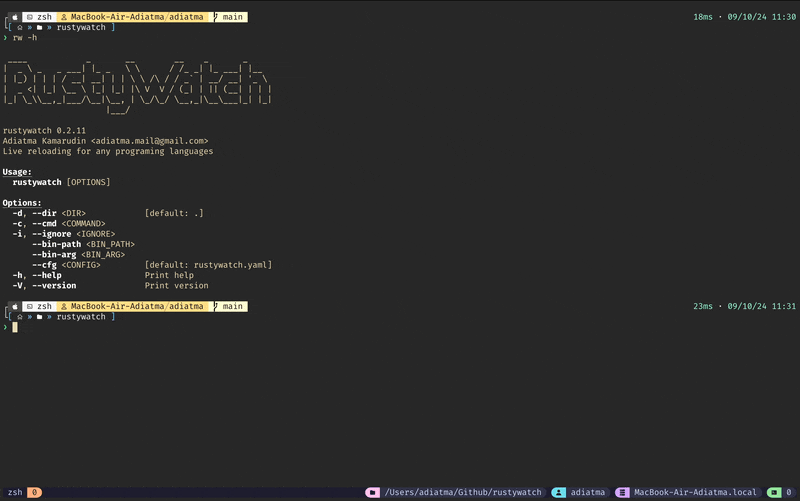 zsh MacBook-Air-Adiatma/adiatma main 18ms · 09/10/24 11:30
[ » » rustywatch ]
❯ rw -h
RustyWatch
rustywatch 0.2.11
Adiatma Kamarudin <adiatma.mail@gmail.com>
Live reloading for any programing languages
Usage:
rustywatch [OPTIONS]
Options:
-d, --dir <DIR> [default: .]
-c, --cmd <COMMAND>
-i, --ignore <IGNORE>
--bin-path <BIN_PATH>
--bin-arg <BIN_ARG>
--cfg <CONFIG> [default: rustywatch.yaml]
-h, --help Print help
-V, --version Print version
zsh MacBook-Air-Adiatma/adiatma main 23ms · 09/10/24 11:31
[ » » rustywatch ]
❯
zsh 0 /Users/adiatma/Github/rustywatch adiatma MacBook-Air-Adiatma.local 0